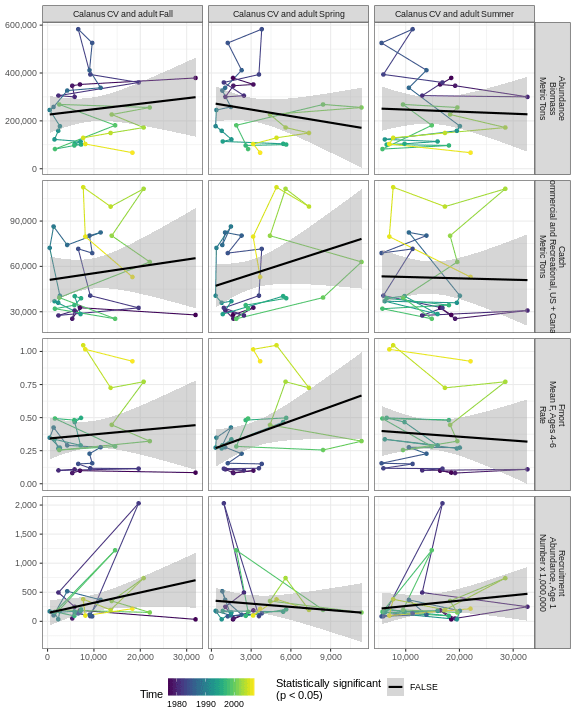 Calanus CV and adult Fall
Calanus CV and adult Spring
Calanus CV and adult Summer
600,000
400,000
200,000
0
Abundance
Biomass
Metric Tons
90,000
60,000
30,000
Catch
ommercial and Recreational, US + Cana
Metric Tons
1.00
0.75
0.50
0.25
0.00
Fmort
Mean F, Ages 4-6
Rate
2,000
1,500
1,000
500
0
Recruitment
Abundance, Age 1
Number x 1,000,000
0
10,000
20,000
30,000
0
3,000
6,000
9,000
10,000
20,000
30,000
Time
1980
1990
2000
Statistically significant
(p < 0.05)
FALSE